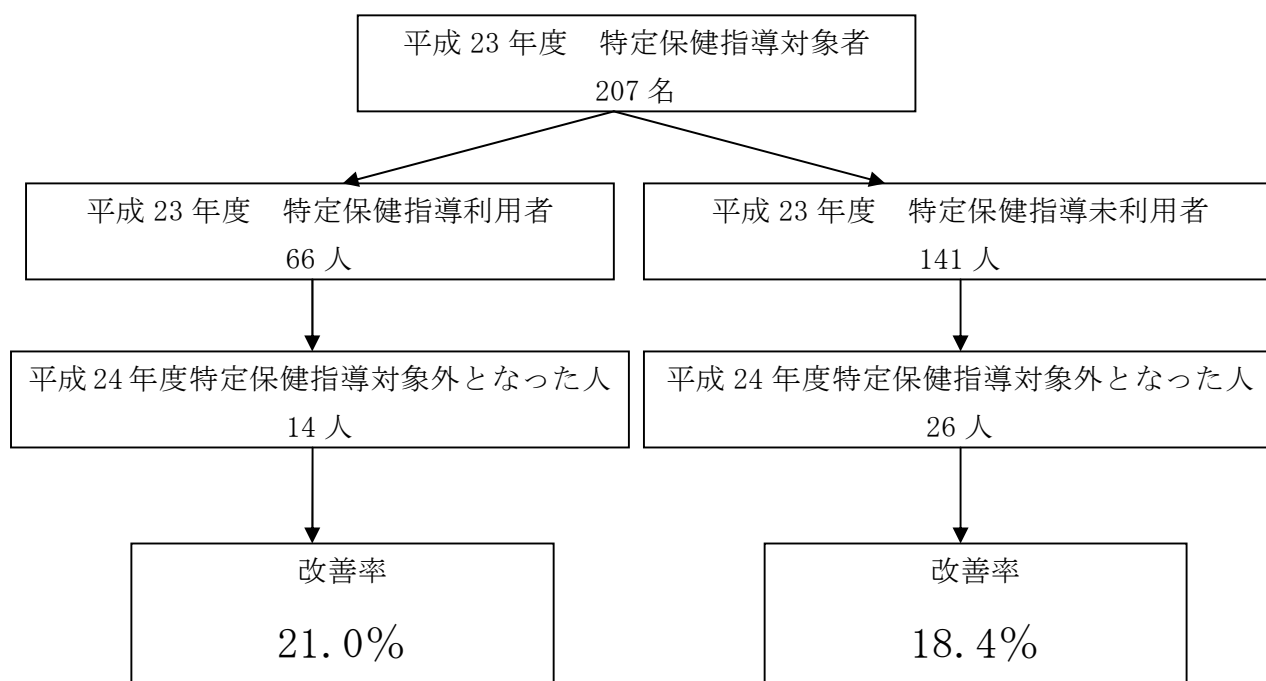 平成 23 年度　特定保健指導対象者
207 名
平成 23 年度　特定保健指導利用者
66 人
平成 23 年度　特定保健指導未利用者
141 人
平成 24 年度特定保健指導対象外となった人
14 人
平成 24 年度特定保健指導対象外となった人
26 人
改善率
21.0%
改善率
18.4%